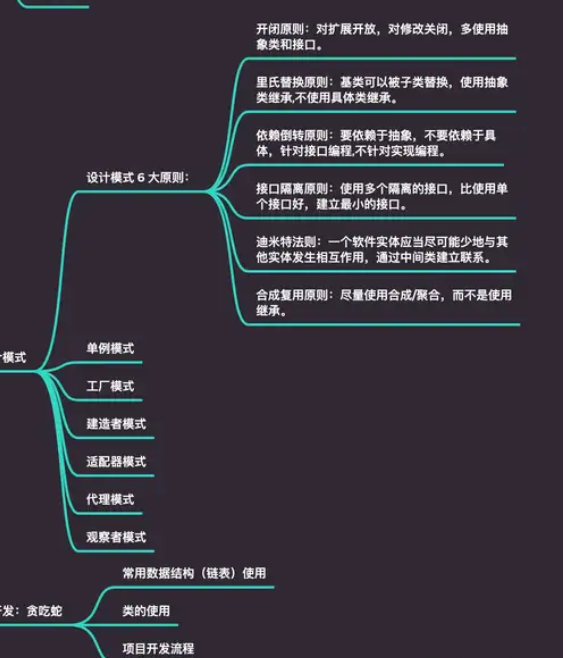 开闭原则：对扩展开放，对修改关闭，多使用抽
象类和接口。
里氏替换原则：基类可以被子类替换，使用抽象
类继承,不使用具体类继承。
依赖倒转原则：要依赖于抽象，不要依赖于具
体，针对接口编程,不针对实现编程。
设计模式 6 大原则：
接口隔离原则：使用多个隔离的接口，比使用单
个接口好，建立最小的接口。
迪米特法则：一个软件实体应当尽可能少地与其
他实体发生相互作用，通过中间类建立联系。
合成复用原则：尽量使用合成/聚合，而不是使用
继承。
模式
单例模式
工厂模式
建造者模式
适配器模式
代理模式
观察者模式
发：贪吃蛇
常用数据结构（链表）使用
类的使用
项目开发流程